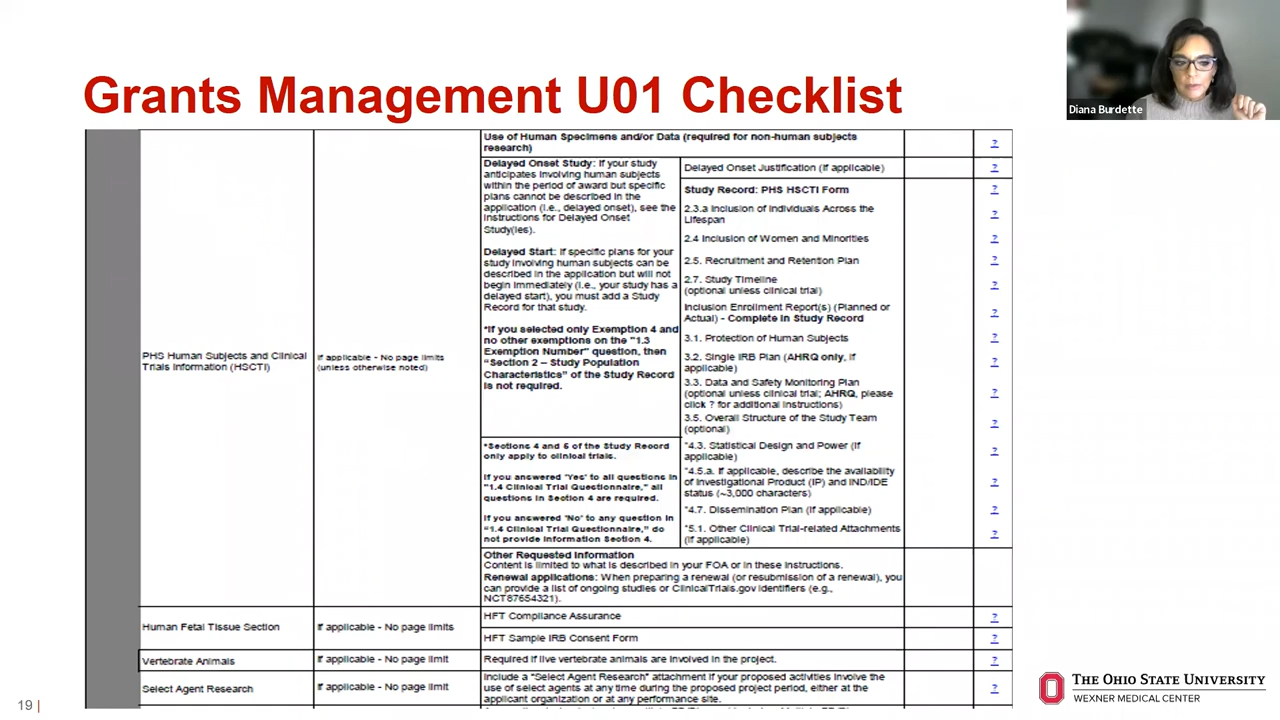 Grants Management U01 Checklist
Diana Burdette
Use of Human Specimens and/or Data (required for non-human subjects
research)
?
Delayed Onset Study: If your study
anticipates involving human subjects
within the period of award but specific
plans cannot be described in the
application (i.e., delayed onset), see the
instructions for Delayed Onset
Study(ies).
Delayed Start: If specific plans for your
study involving human subjects can be
described in the application but will not
begin immediately (i.e., your study has a
delayed start), you must add a Study
Record for that study.
*If you selected only Exemption 4 and
no other exemptions on the "1.3
Exemption Number" question, then
"Section 2 – Study Population
Characteristics" of the Study Record
is not required.
Delayed Onset Justification (if applicable)
?
Study Record: PHS HSCTI Form
?
2.3.a Inclusion of Individuals Across the
Lifespan
?
2.4 Inclusion of Women and Minorities
?
2.5. Recruitment and Retention Plan
?
2.7. Study Timeline
(optional unless clinical trial)
?
Inclusion Enrollment Report(s) (Planned or
Actual) - Complete in Study Record
?
3.1. Protection of Human Subjects
?
3.2. Single IRB Plan (AHRQ only, if
applicable)
?
3.3. Data and Safety Monitoring Plan
(optional unless clinical trial; AHRQ, please
click ? for additional instructions)
?
3.5. Overall Structure of the Study Team
(optional)
?
PHS Human Subjects and Clinical
Trials Information (HSCTI)
If applicable - No page limits
(unless otherwise noted)
*Sections 4 and 5 of the Study Record
only apply to clinical trials.
If you answered 'Yes' to all questions in
"1.4 Clinical Trial Questionnaire," all
questions in Section 4 are required.
If you answered 'No' to any question in
"1.4 Clinical Trial Questionnaire," do
not provide information Section 4.
*4.3. Statistical Design and Power (if
applicable)
?
*4.5.a. If applicable, describe the availability
of Investigational Product (IP) and IND/IDE
status (~3,000 characters)
?
*4.7. Dissemination Plan (if applicable)
?
*5.1. Other Clinical Trial-related Attachments
(if applicable)
?
Other Requested Information
Content is limited to what is described in your FOA or in these instructions.
Renewal applications: When preparing a renewal (or resubmission of a renewal), you
can provide a list of ongoing studies or ClinicalTrials.gov identifiers (e.g.,
NCT87654321).
Human Fetal Tissue Section
If applicable - No page limits
HFT Compliance Assurance
?
HFT Sample IRB Consent Form
?
Vertebrate Animals
If applicable - No page limit
Required if live vertebrate animals are involved in the project.
?
Select Agent Research
If applicable - No page limit
Include a "Select Agent Research" attachment if your proposed activities involve the
use of select agents at any time during the proposed project period, either at the
applicant organization or at any performance site.
?
19 |
THE OHIO STATE UNIVERSITY
WEXNER MEDICAL CENTER